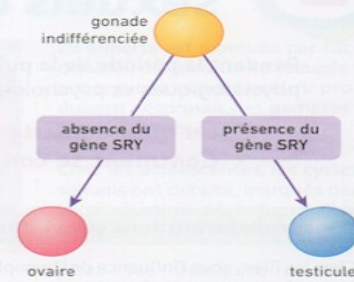 gonade
indifférenciée
absence du
gène SRY
présence du
gène SRY
ovaire
testicule